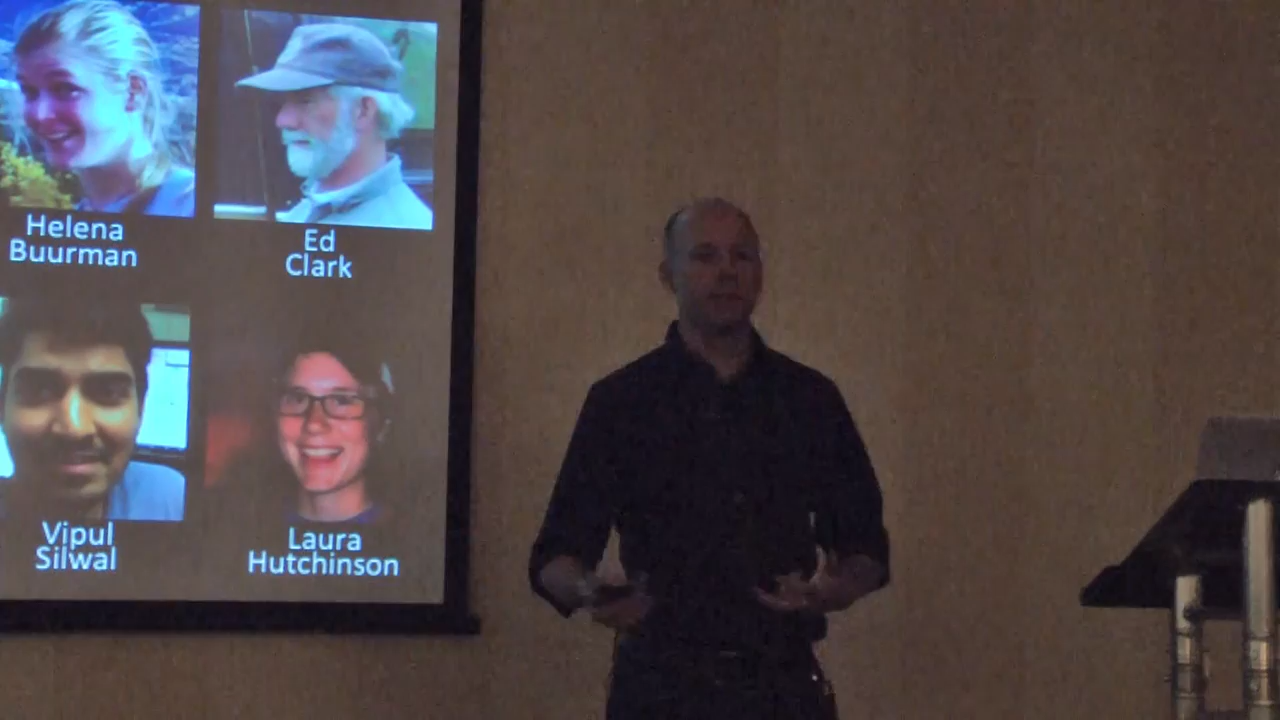 Helena
Buurman
Ed
Clark
Vipul
Silwal
Laura
Hutchinson